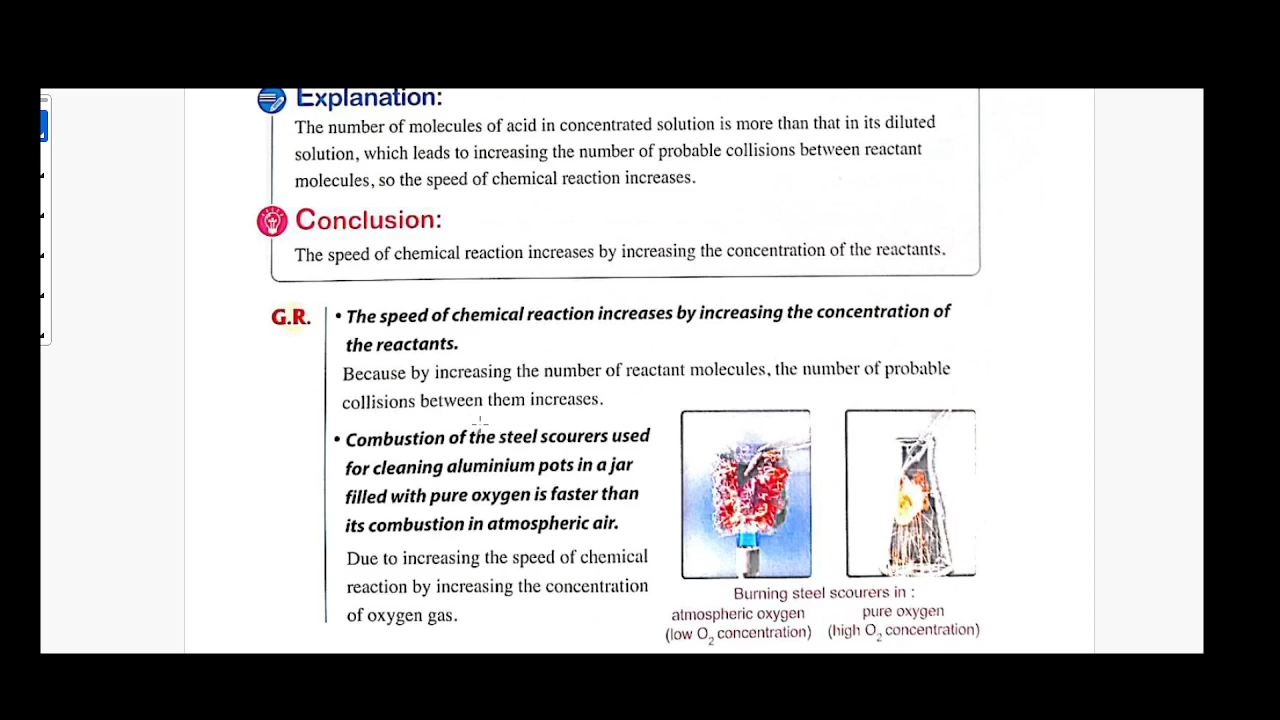 Explanation:
The number of molecules of acid in concentrated solution is more than that in its diluted
solution, which leads to increasing the number of probable collisions between reactant
molecules, so the speed of chemical reaction increases.
Conclusion:
The speed of chemical reaction increases by increasing the concentration of the reactants.
G.R. • The speed of chemical reaction increases by increasing the concentration of
the reactants.
Because by increasing the number of reactant molecules, the number of probable
collisions between them increases.
• Combustion of the steel scourers used
for cleaning aluminium pots in a jar
filled with pure oxygen is faster than
its combustion in atmospheric air.
Due to increasing the speed of chemical
reaction by increasing the concentration
of oxygen gas.
Burning steel scourers in :
atmospheric oxygen
(low O₂ concentration)
pure oxygen
(high O₂ concentration)